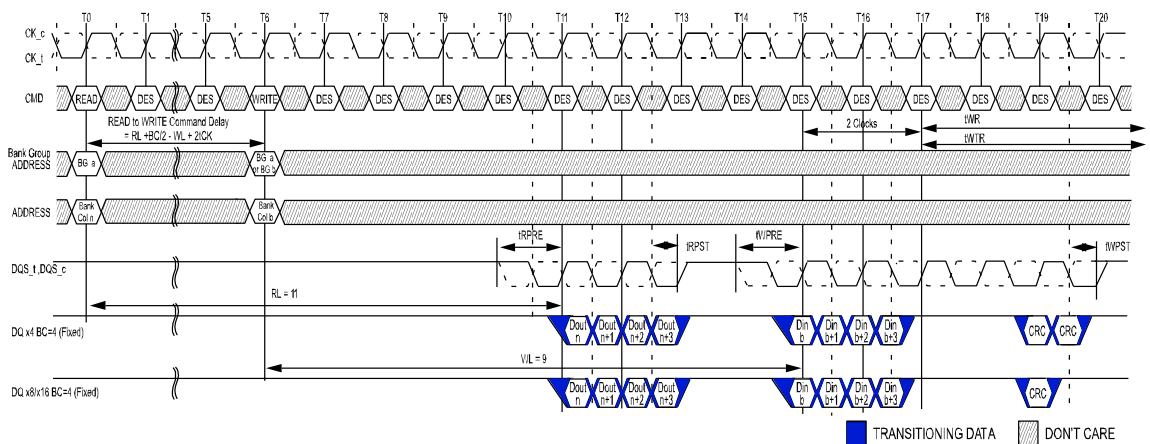 T0 T1 T5 T6 T7 T8 T9 T10 T11 T12 T13 T14 T15 T16 T17 T18 T19 T20
CK_c
CK_t
CMD READ DES DES WRITE DES DES DES DES DES DES DES DES DES DES DES DES DES DES
READ to WRITE Command Delay
= RL +BC/2 - WL + 2tCK
2 Clocks
tWR
tWTR
Bank Group
ADDRESS
BG a
BG a
or BG b
ADDRESS
Bank
Col n
Bank
Col b
tRPRE tRPST tWPRE tWPST
DQS_t,DQS_c
RL = 11
DQ x4 BC=4 (Fixed)
Dout
n
Dout
n+1
Dout
n+2
Dout
n+3
Din
b
Din
b+1
Din
b+2
Din
b+3
CRC CRC
WL = 9
DQ x8/x16 BC=4 (Fixed)
Dout
n
Dout
n+1
Dout
n+2
Dout
n+3
Din
b
Din
b+1
Din
b+2
Din
b+3
CRC
TRANSITIONING DATA DON'T CARE